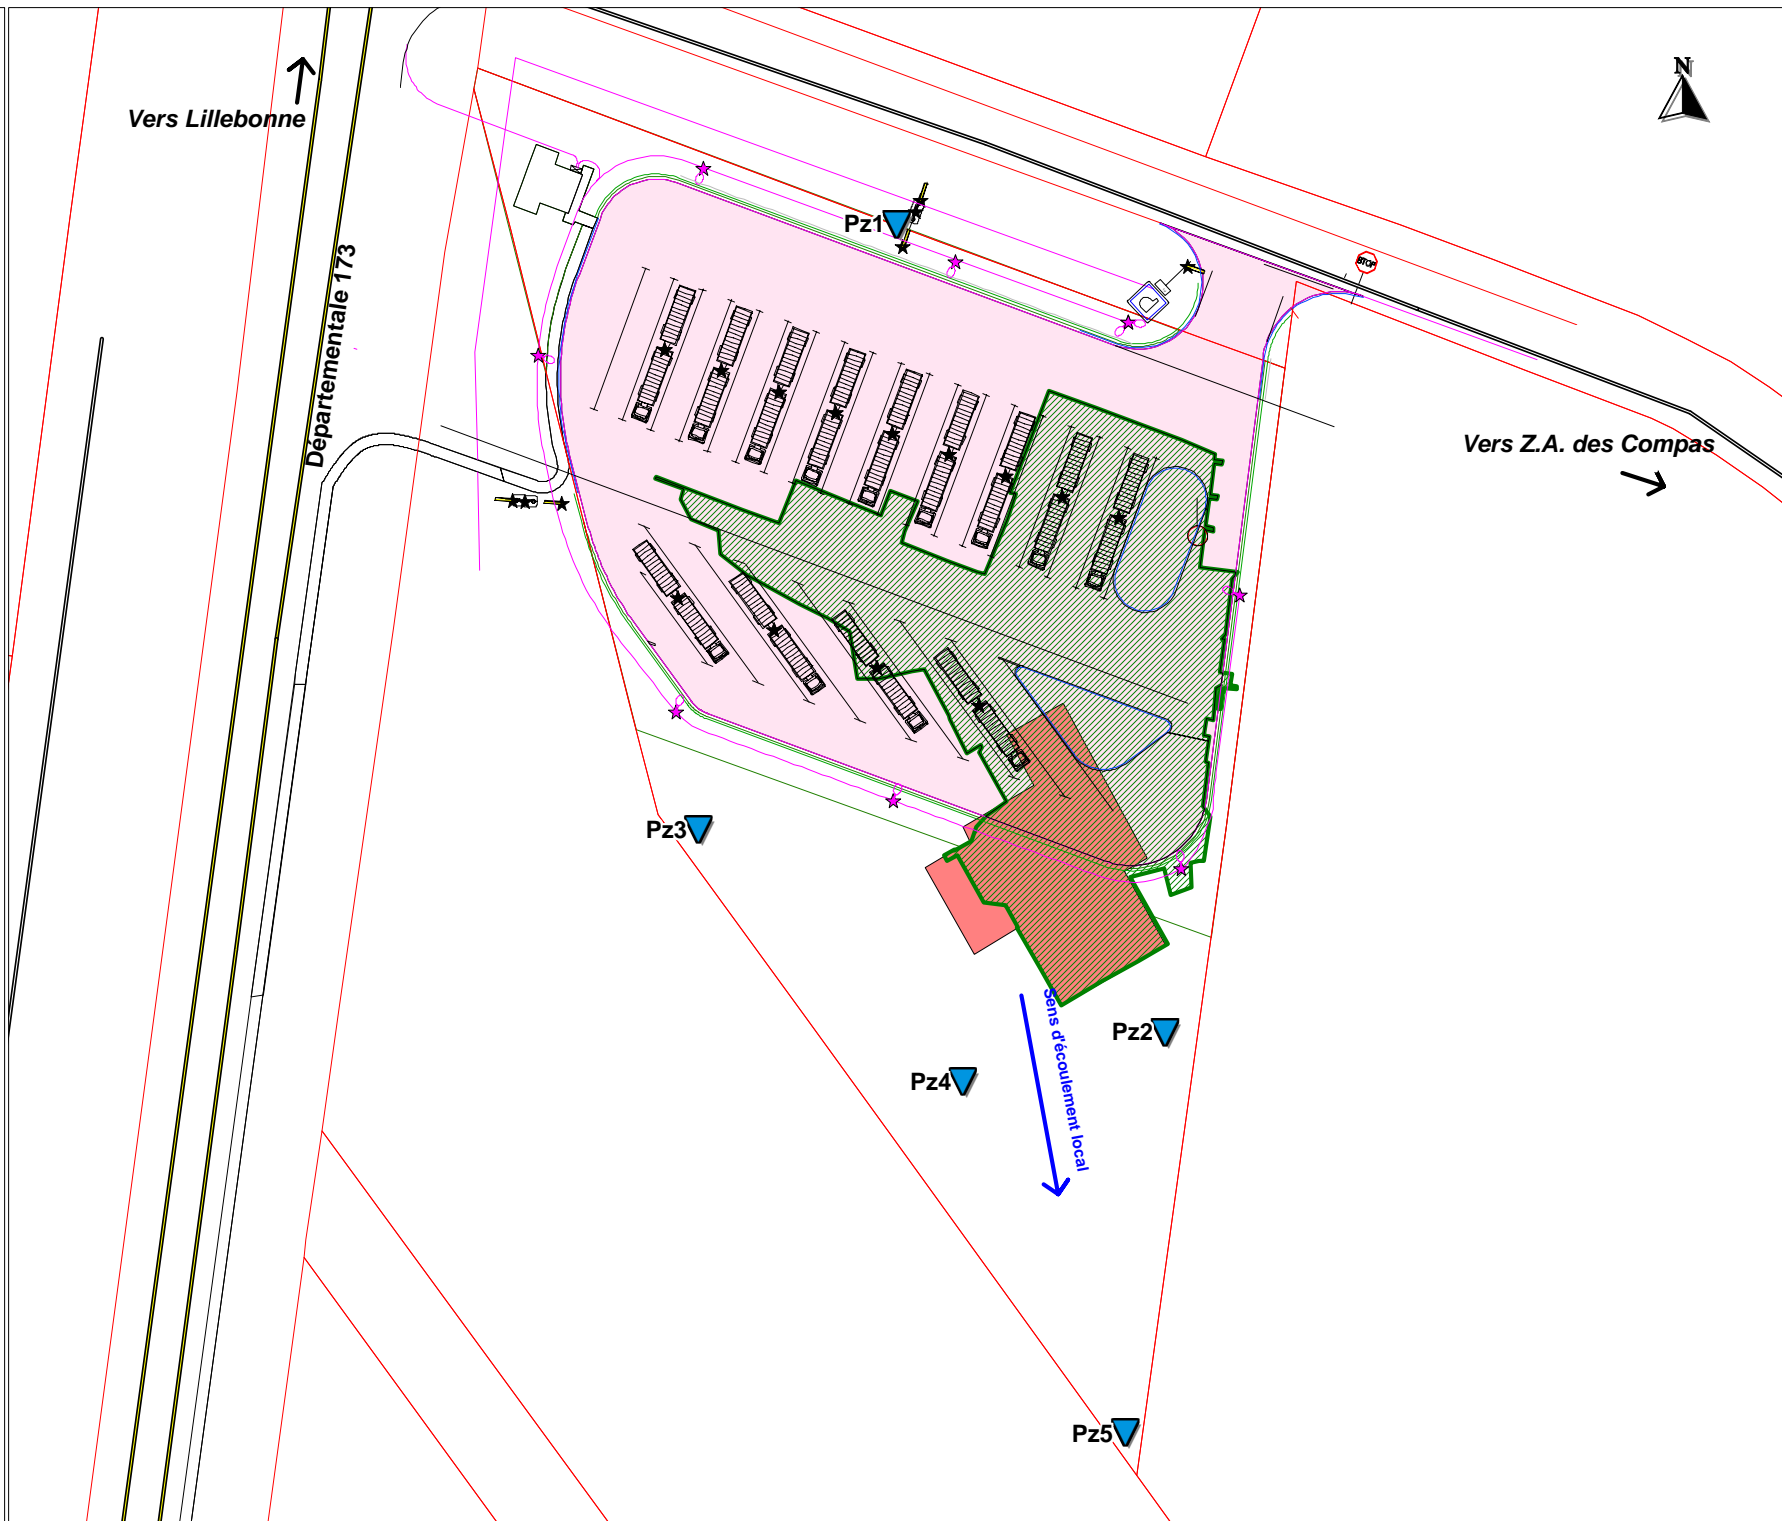 N
Vers Lillebonne
Pz1
STOP
Départementale 173
Vers Z.A. des Compas
Pz3
Sens d'écoulement local
Pz2
Pz4
Pz5